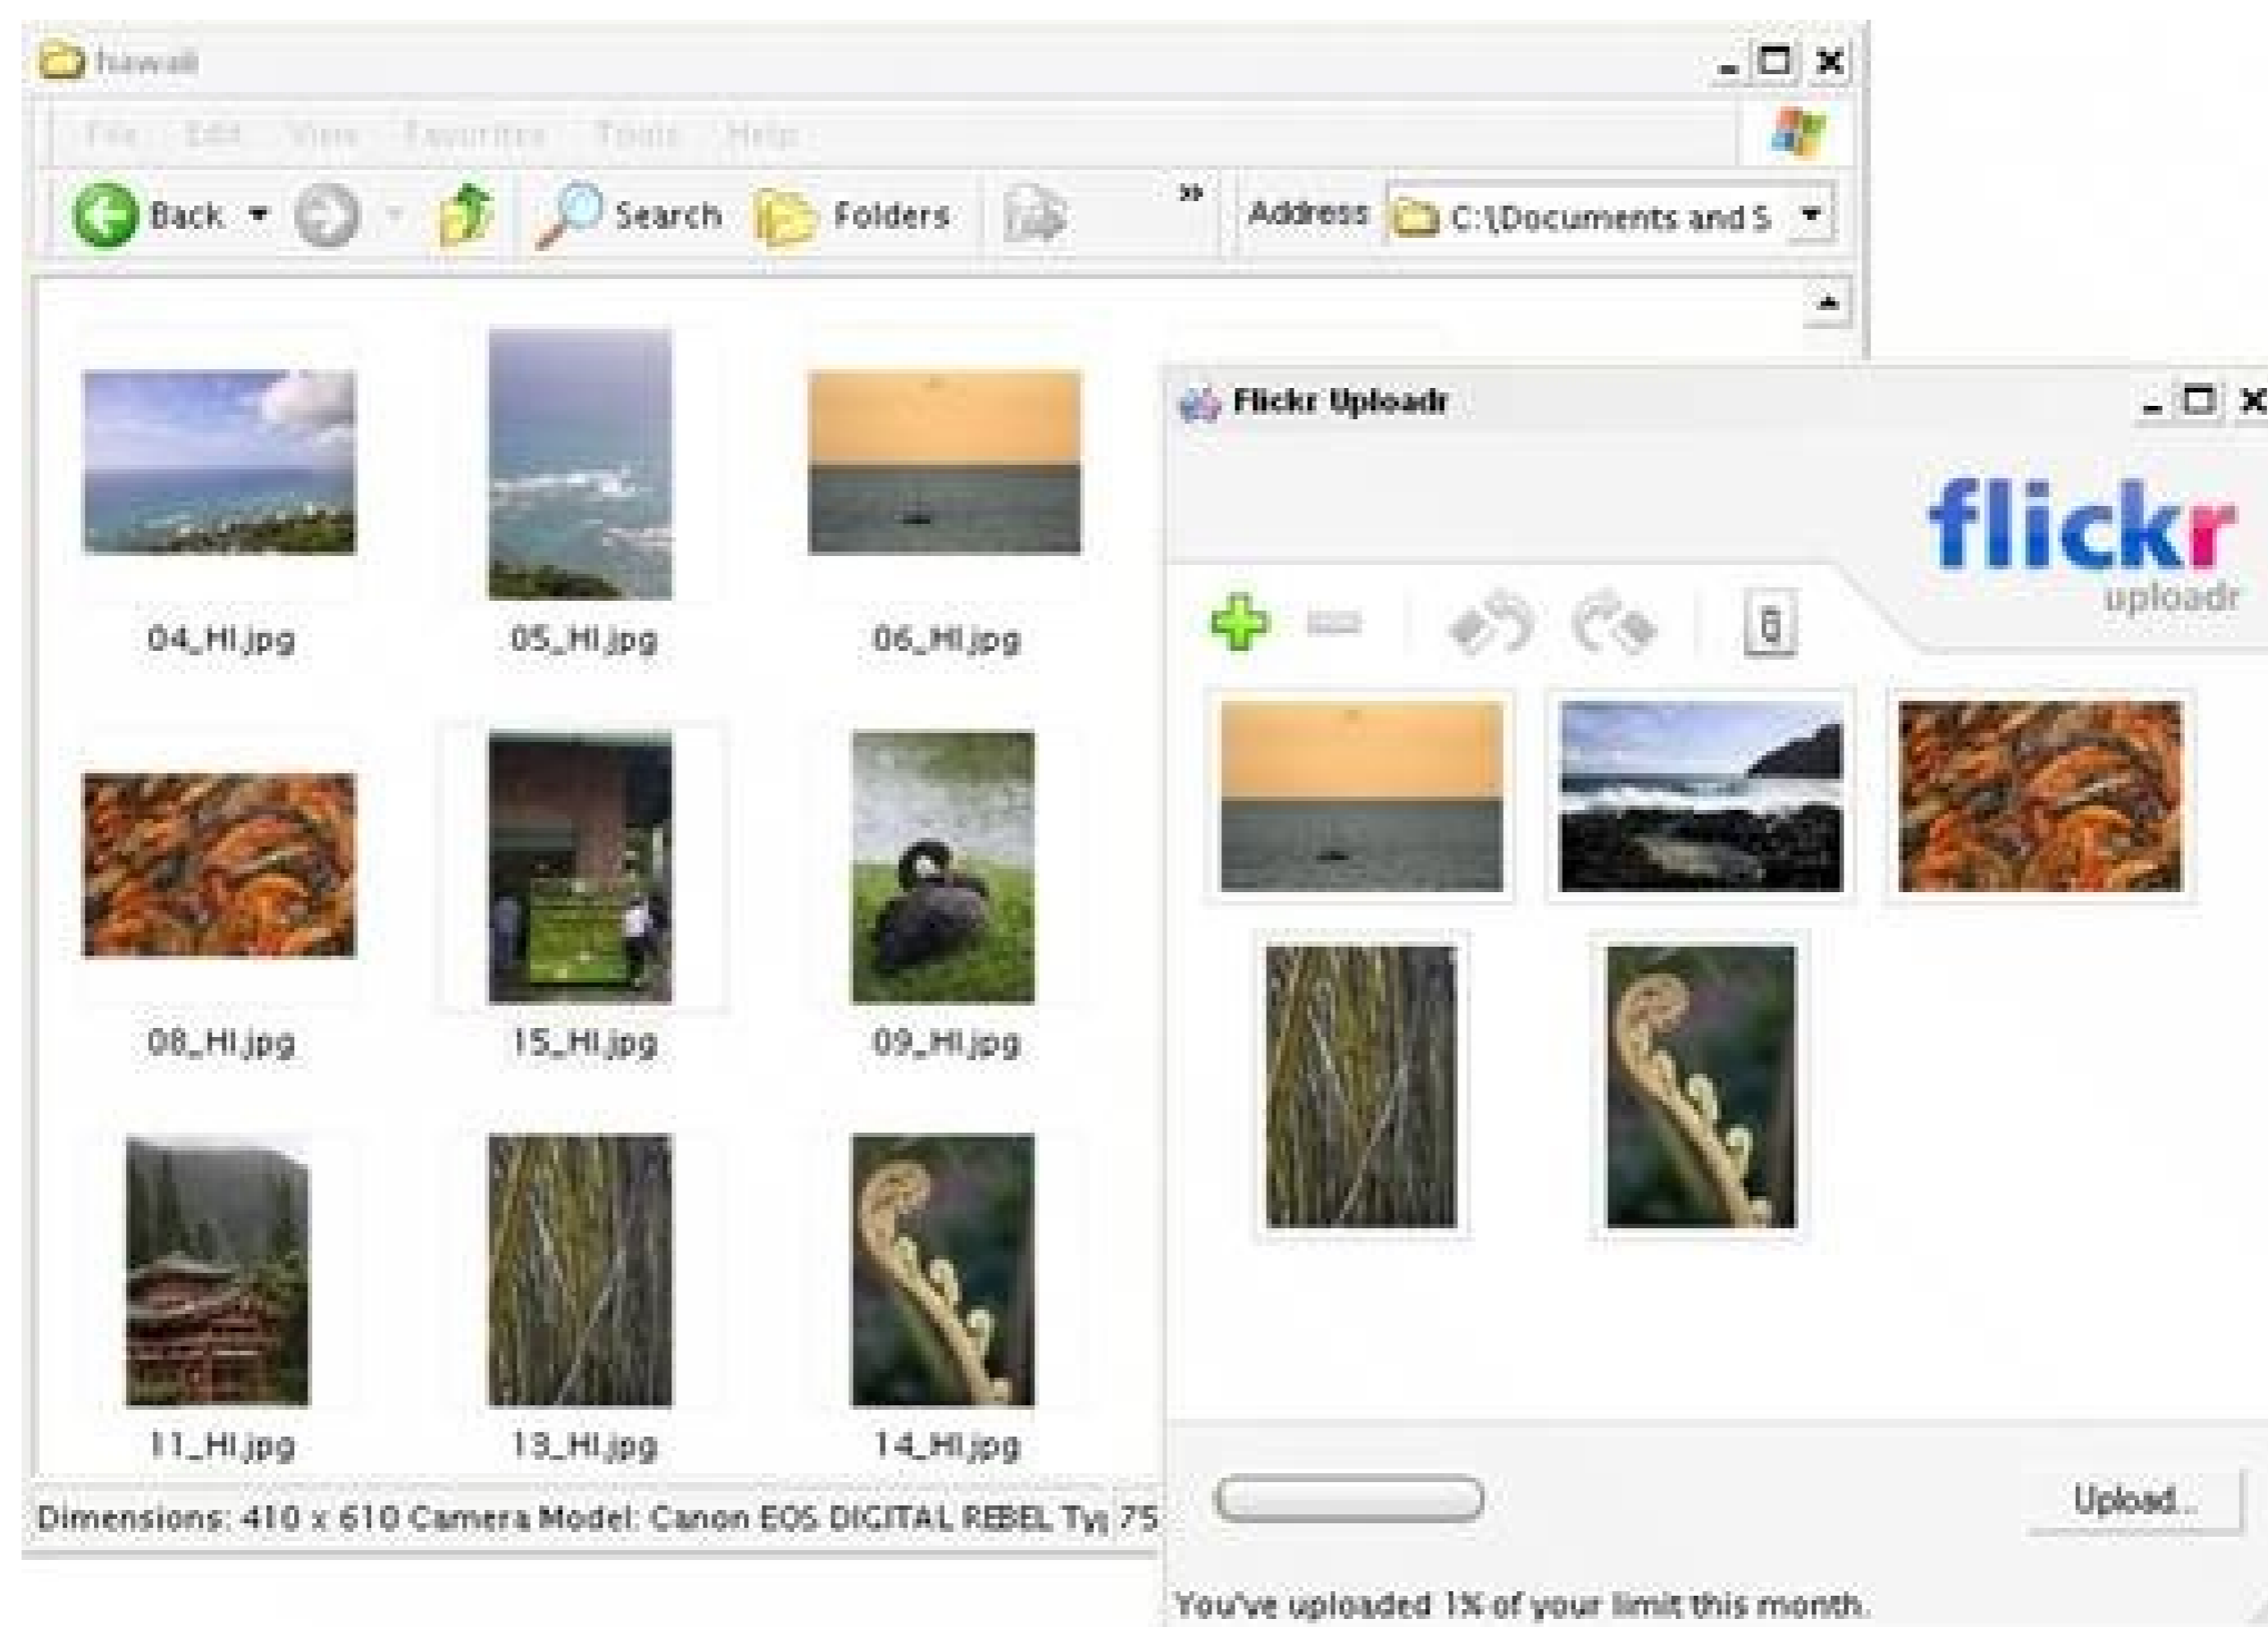 hawaii
File Edit View Favorites Tools Help
Back Search Folders » Address C:\Documents and S
04_HI.jpg 05_HI.jpg 06_HI.jpg
08_HI.jpg 15_HI.jpg 09_HI.jpg
11_HI.jpg 13_HI.jpg 14_HI.jpg
Dimensions: 410 x 610 Camera Model: Canon EOS DIGITAL REBEL Typ 75
Flickr Uploadr
flickr
uploadr
Upload...
You've uploaded 1% of your limit this month.